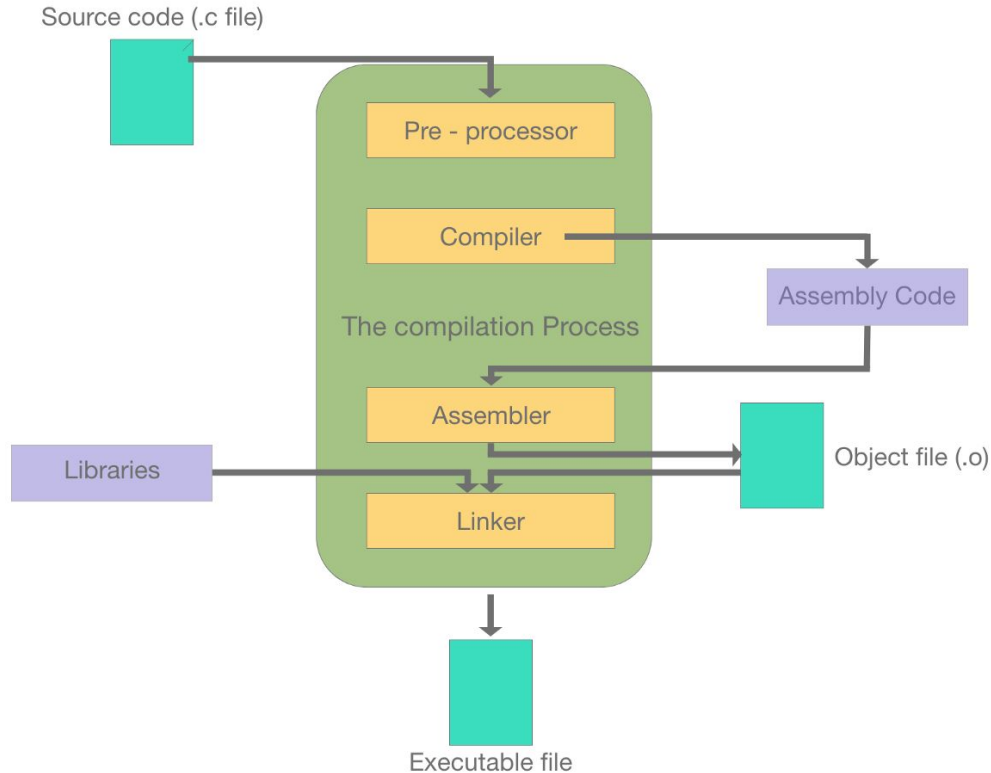 Source code (.c file)
Pre - processor
Compiler
Assembly Code
The compilation Process
Assembler
Object file (.o)
Libraries
Linker
Executable file